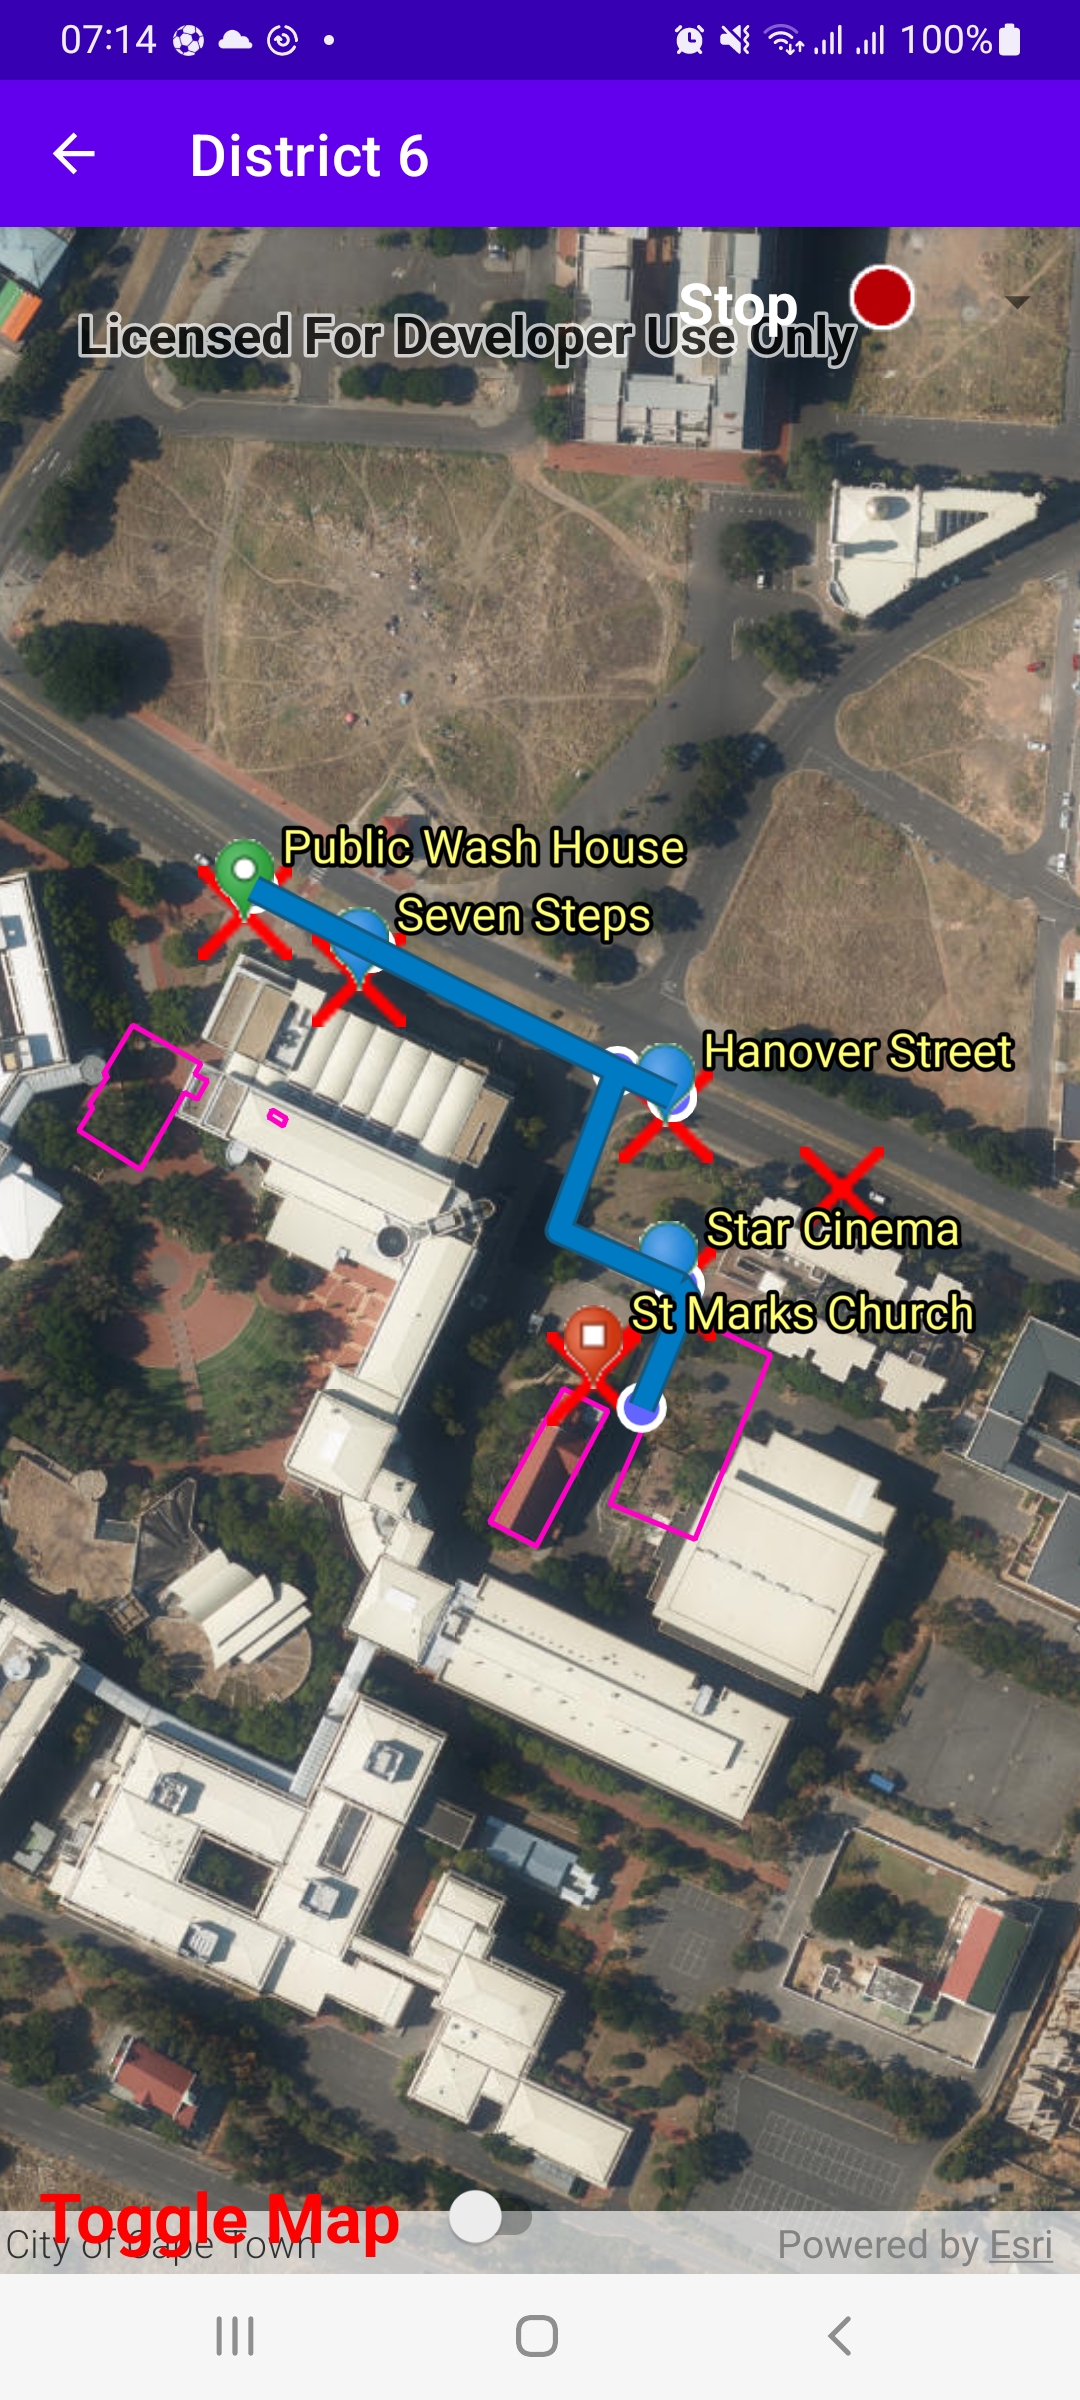 07:14
100%
District 6
Stop
Licensed For Developer Use Only
Public Wash House
Seven Steps
Hanover Street
Star Cinema
St Marks Church
Toggle Map
City of Cape Town
Powered by Esri